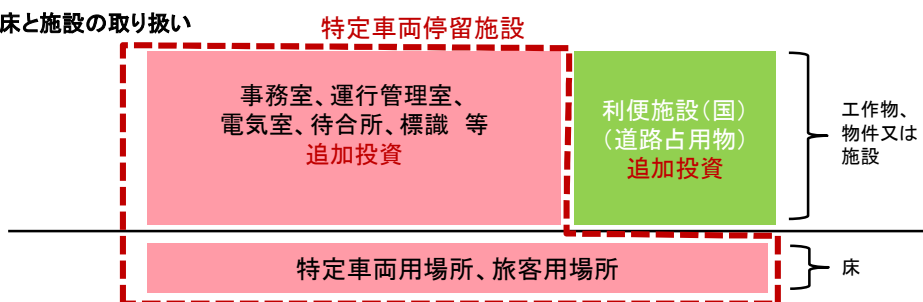 床と施設の取り扱い
特定車両停留施設
事務室、運行管理室、
電気室、待合所、標識 等
追加投資
利便施設(国)
(道路占用物)
追加投資
工作物、
物件又は
施設
特定車両用場所、旅客用場所
床